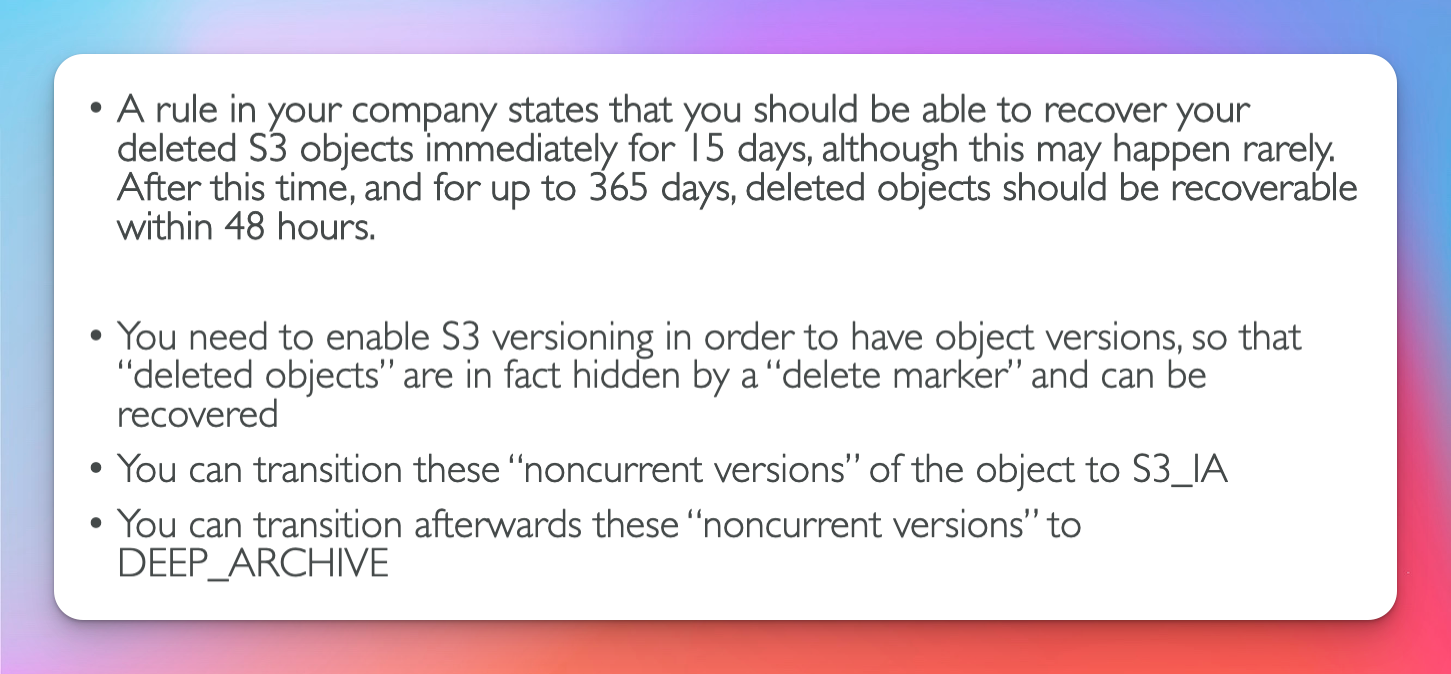 • A rule in your company states that you should be able to recover your
deleted S3 objects immediately for 15 days, although this may happen rarely.
After this time, and for up to 365 days, deleted objects should be recoverable
within 48 hours.
• You need to enable S3 versioning in order to have object versions, so that
“deleted objects” are in fact hidden by a “delete marker” and can be
recovered
• You can transition these “noncurrent versions” of the object to S3_IA
• You can transition afterwards these “noncurrent versions” to
DEEP_ARCHIVE